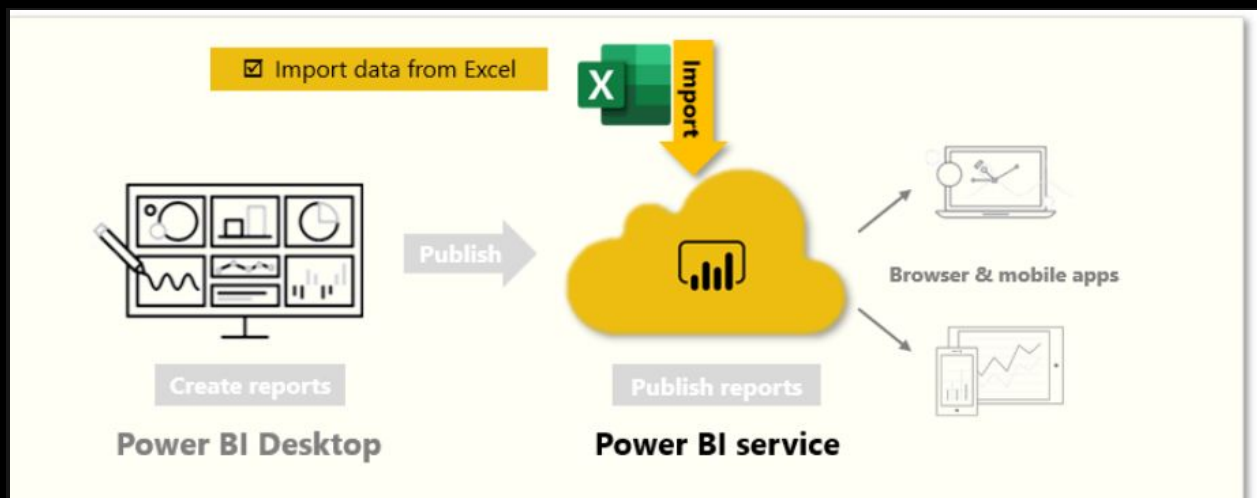 ☑ Import data from Excel
X
Import
Publish
Browser & mobile apps
Create reports
Publish reports
Power BI Desktop
Power BI service